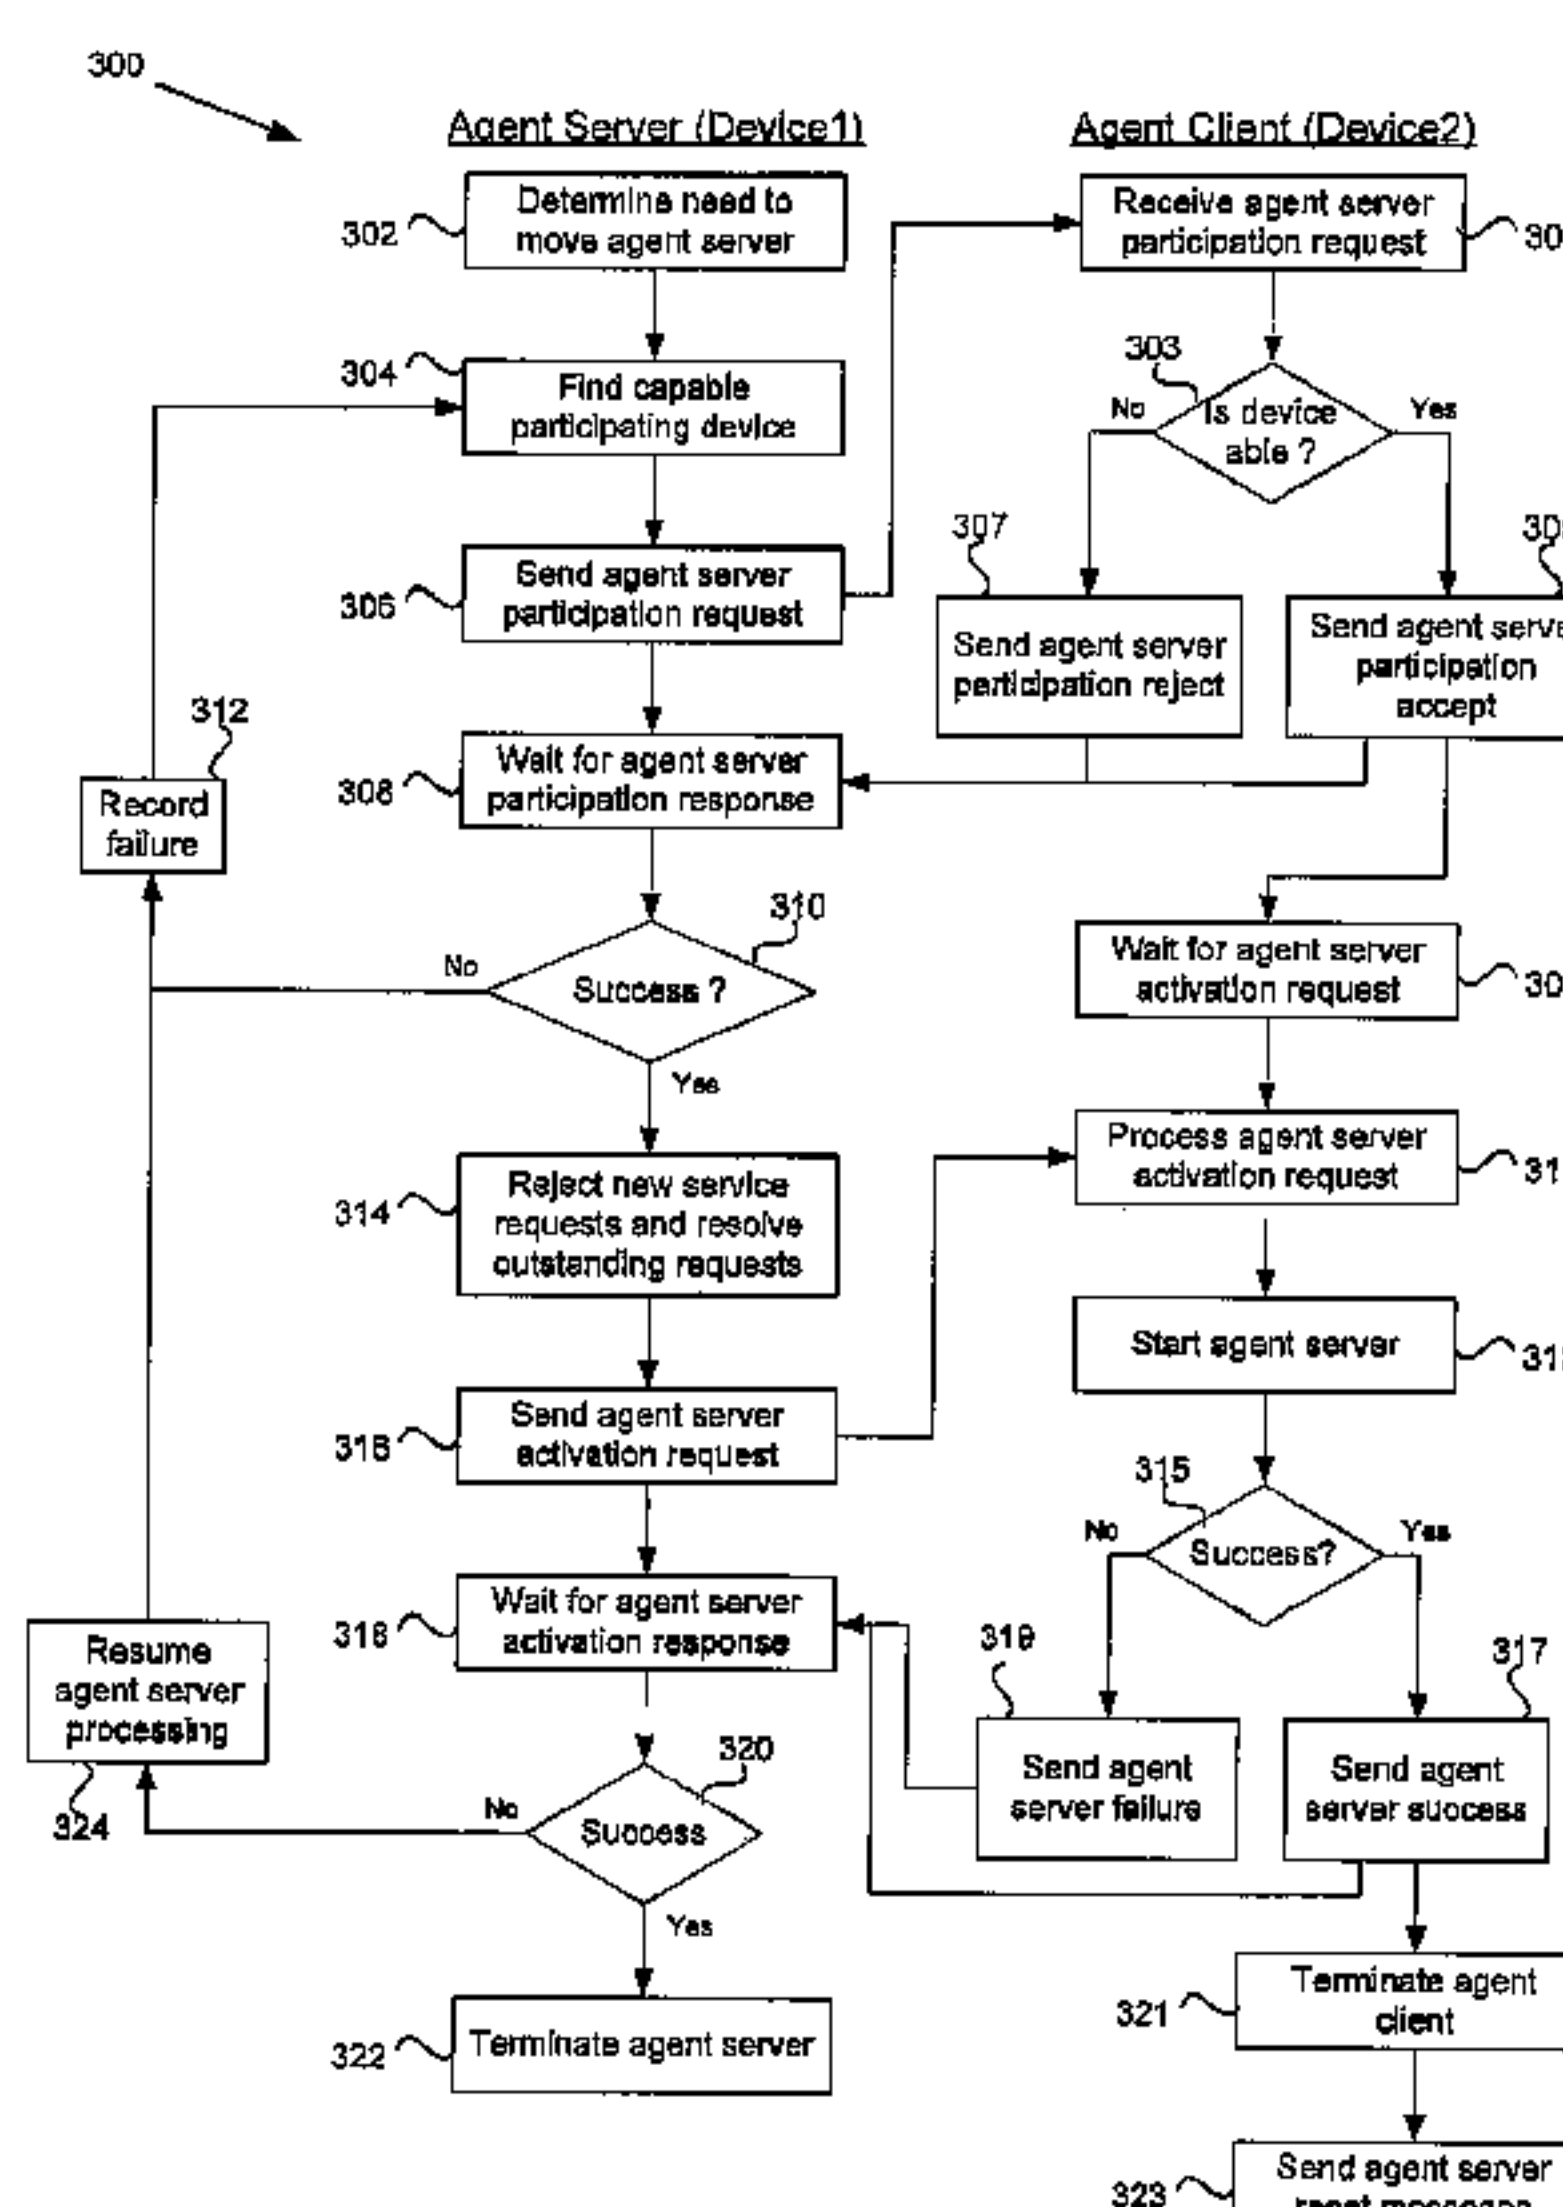 300
Agent Server (Device1)
302
Determine need to
move agent server
304
Find capable
participating device
306
Send agent server
participation request
312
Record
failure
308
Wait for agent server
participation response
310
No
Success ?
Yes
314
Reject new service
requests and resolve
outstanding requests
316
Send agent server
activation request
318
Wait for agent server
activation response
Resume
agent server
processing
324
320
No
Success
Yes
322
Terminate agent server
Agent Client (Device2)
Receive agent server
participation request
303
No
Is device
able ?
Yes
307
Send agent server
participation reject
Send agent
participation
accept
Wait for agent server
activation request
Process agent server
activation request
Start agent server
315
No
Success?
Yes
319
Send agent
server failure
317
Send agent
server success
321
Terminate agent
client
323
Send agent server